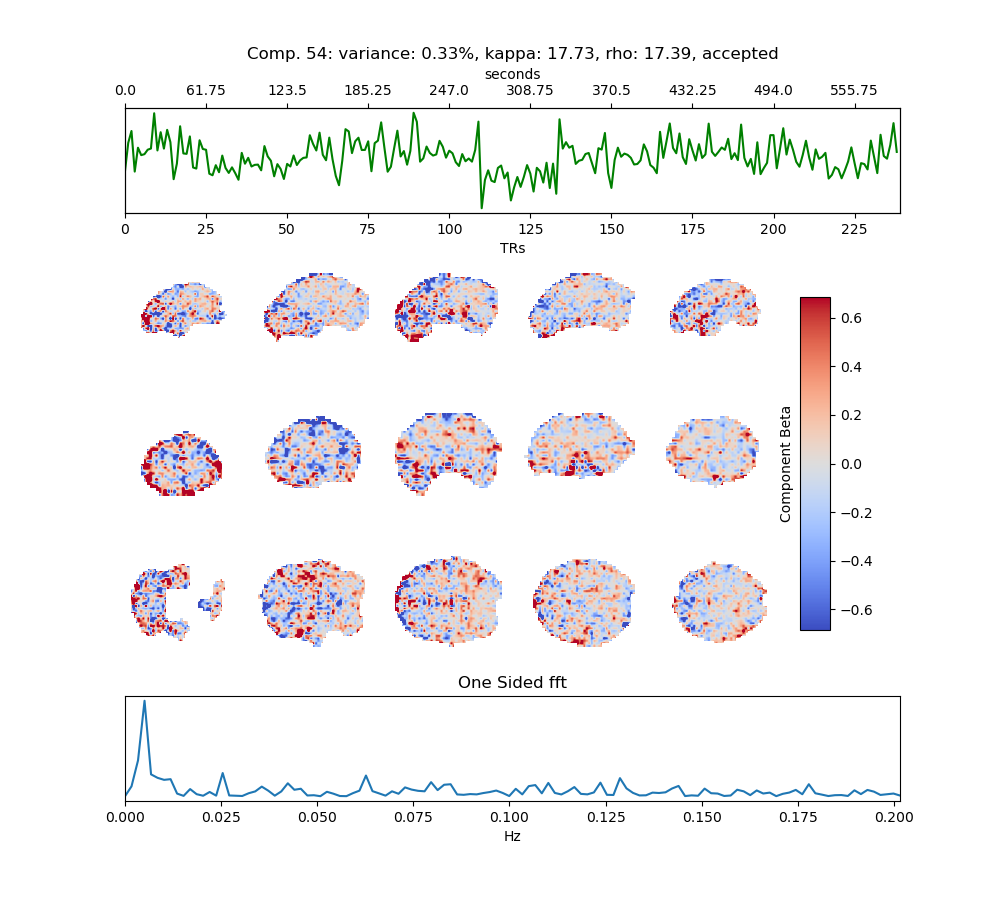 Comp. 54: variance: 0.33%, kappa: 17.73, rho: 17.39, accepted
seconds
0.0 61.75 123.5 185.25 247.0 308.75 370.5 432.25 494.0 555.75
0 25 50 75 100 125 150 175 200 225
TRs
0.6
0.4
0.2
0.0
−0.2
−0.4
−0.6
Component Beta
One Sided fft
0.000 0.025 0.050 0.075 0.100 0.125 0.150 0.175 0.200
Hz